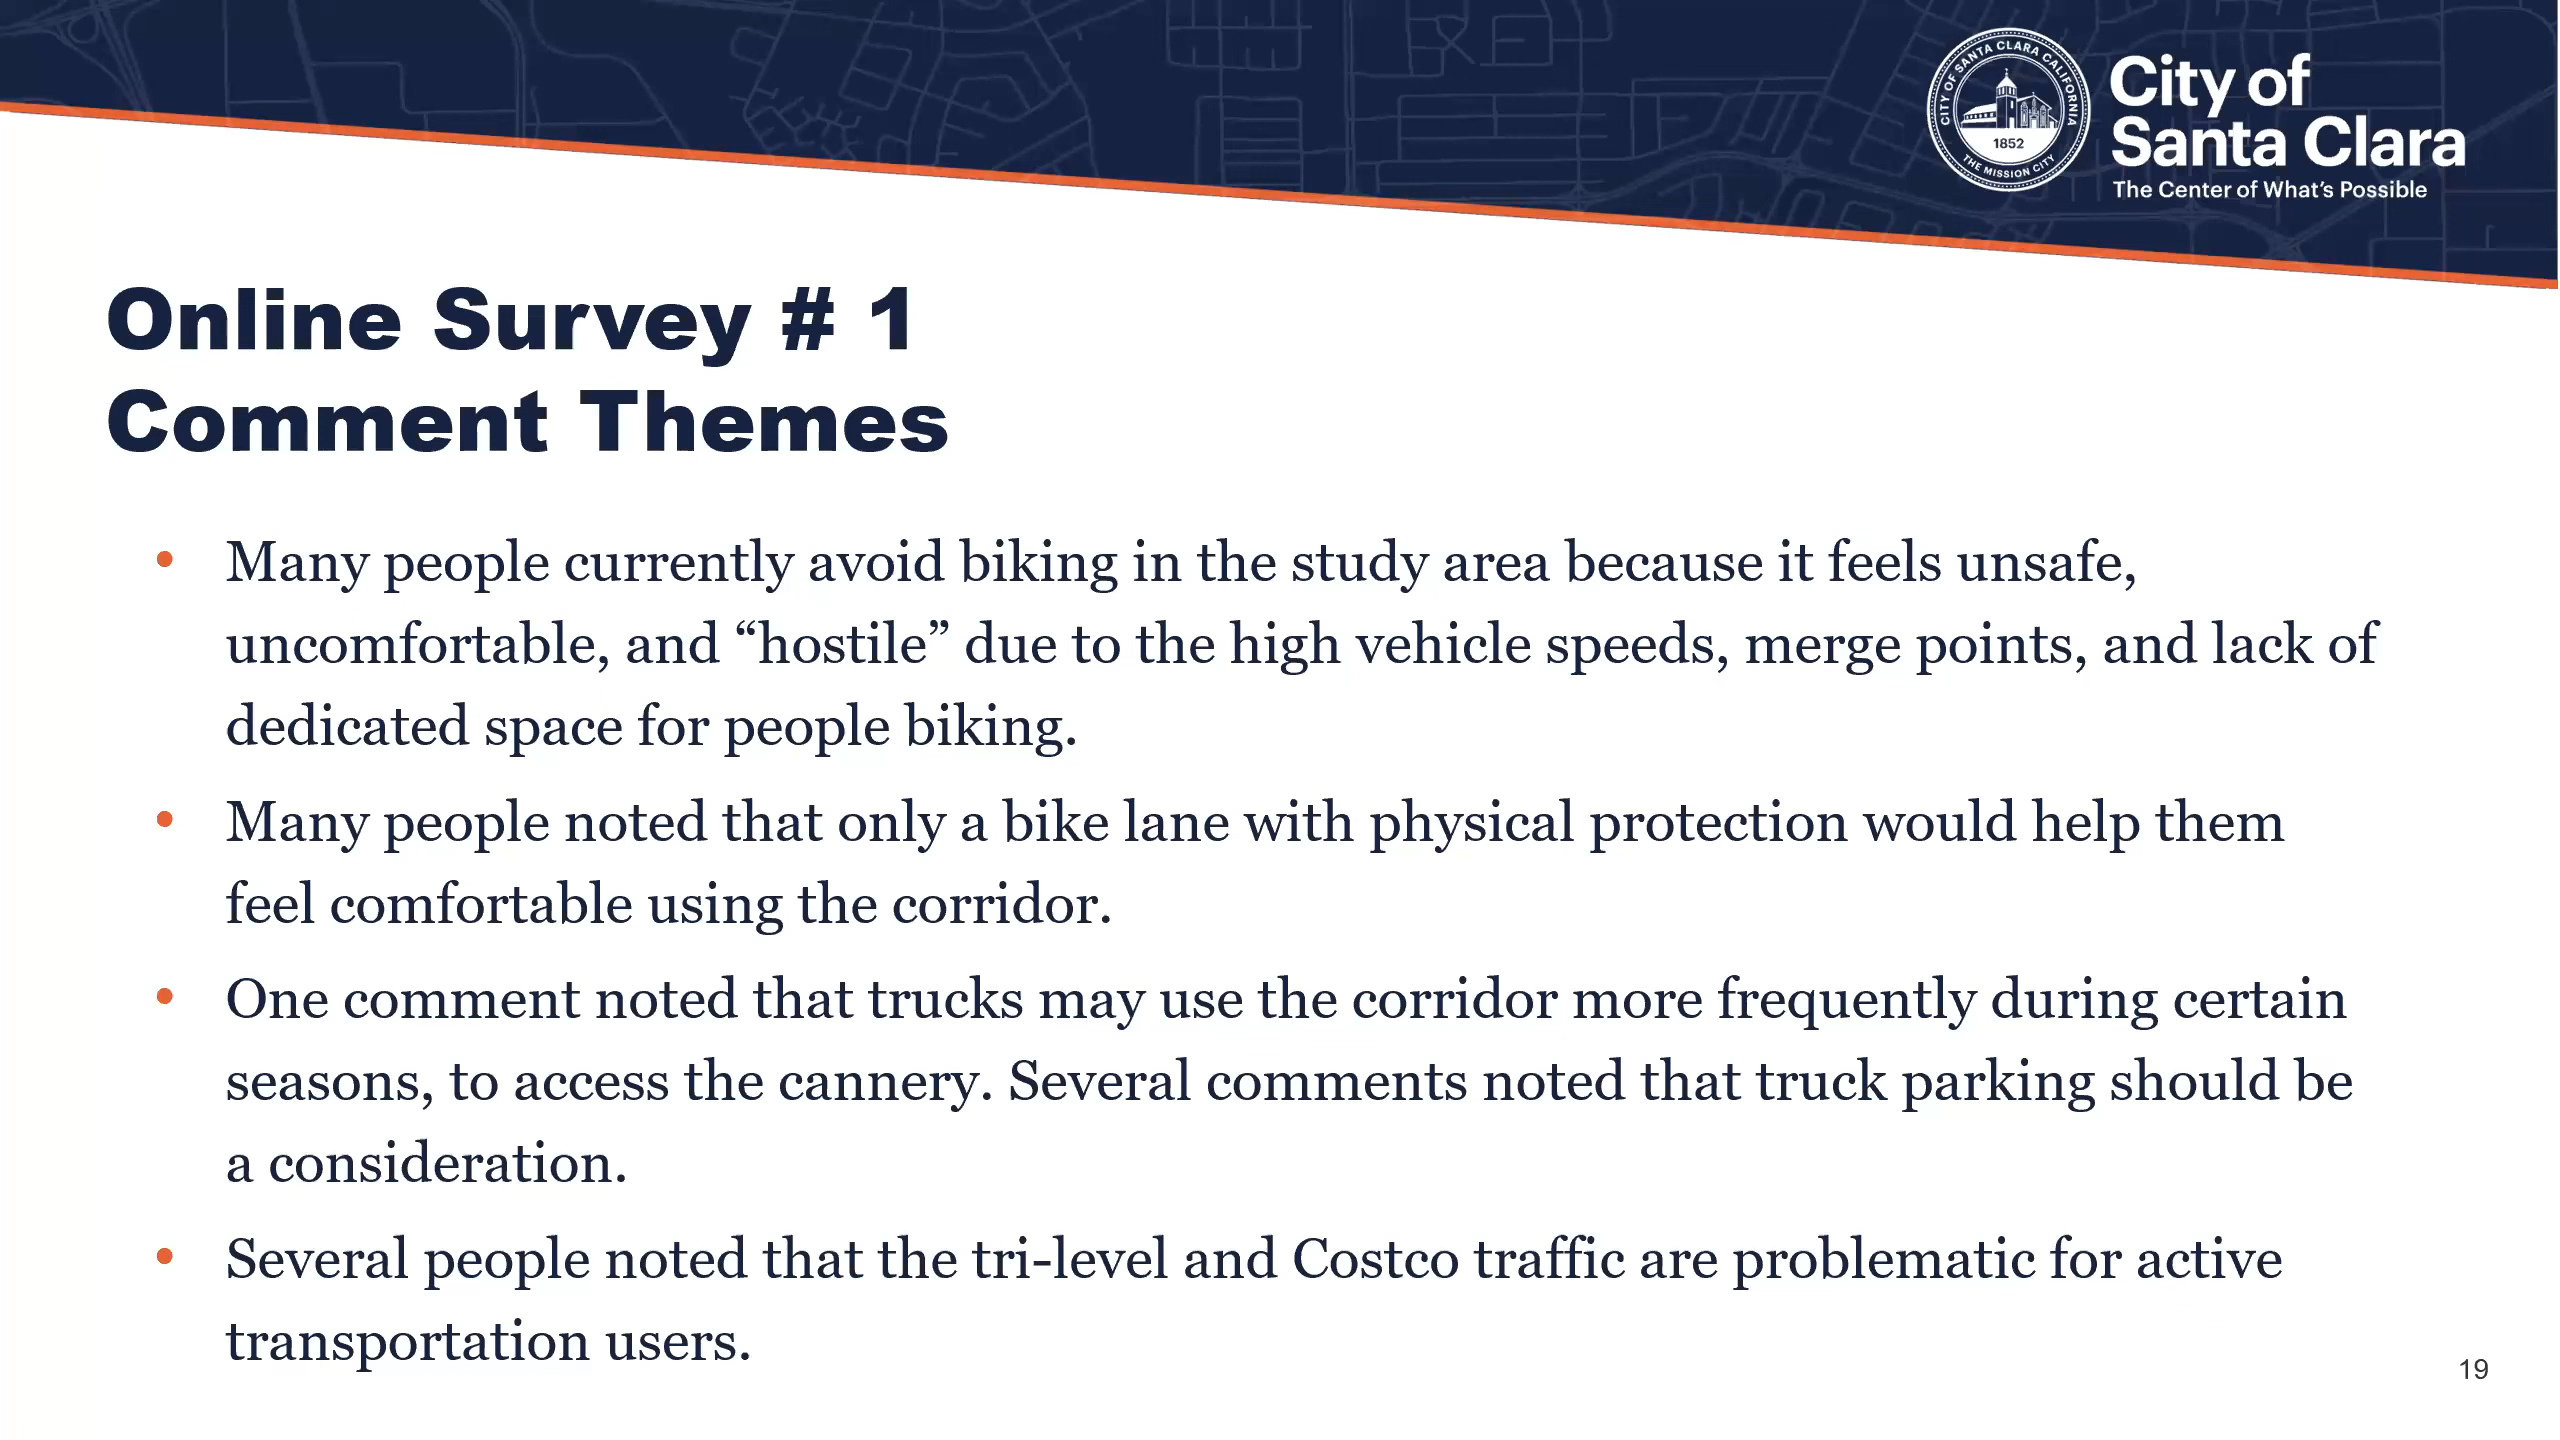 CITY OF SANTA CLARA CALIFORNIA
1852
THE MISSION CITY
City of
Santa Clara
The Center of What's Possible
Online Survey # 1
Comment Themes
• Many people currently avoid biking in the study area because it feels unsafe,
uncomfortable, and “hostile” due to the high vehicle speeds, merge points, and lack of
dedicated space for people biking.
• Many people noted that only a bike lane with physical protection would help them
feel comfortable using the corridor.
• One comment noted that trucks may use the corridor more frequently during certain
seasons, to access the cannery. Several comments noted that truck parking should be
a consideration.
• Several people noted that the tri-level and Costco traffic are problematic for active
transportation users.
19